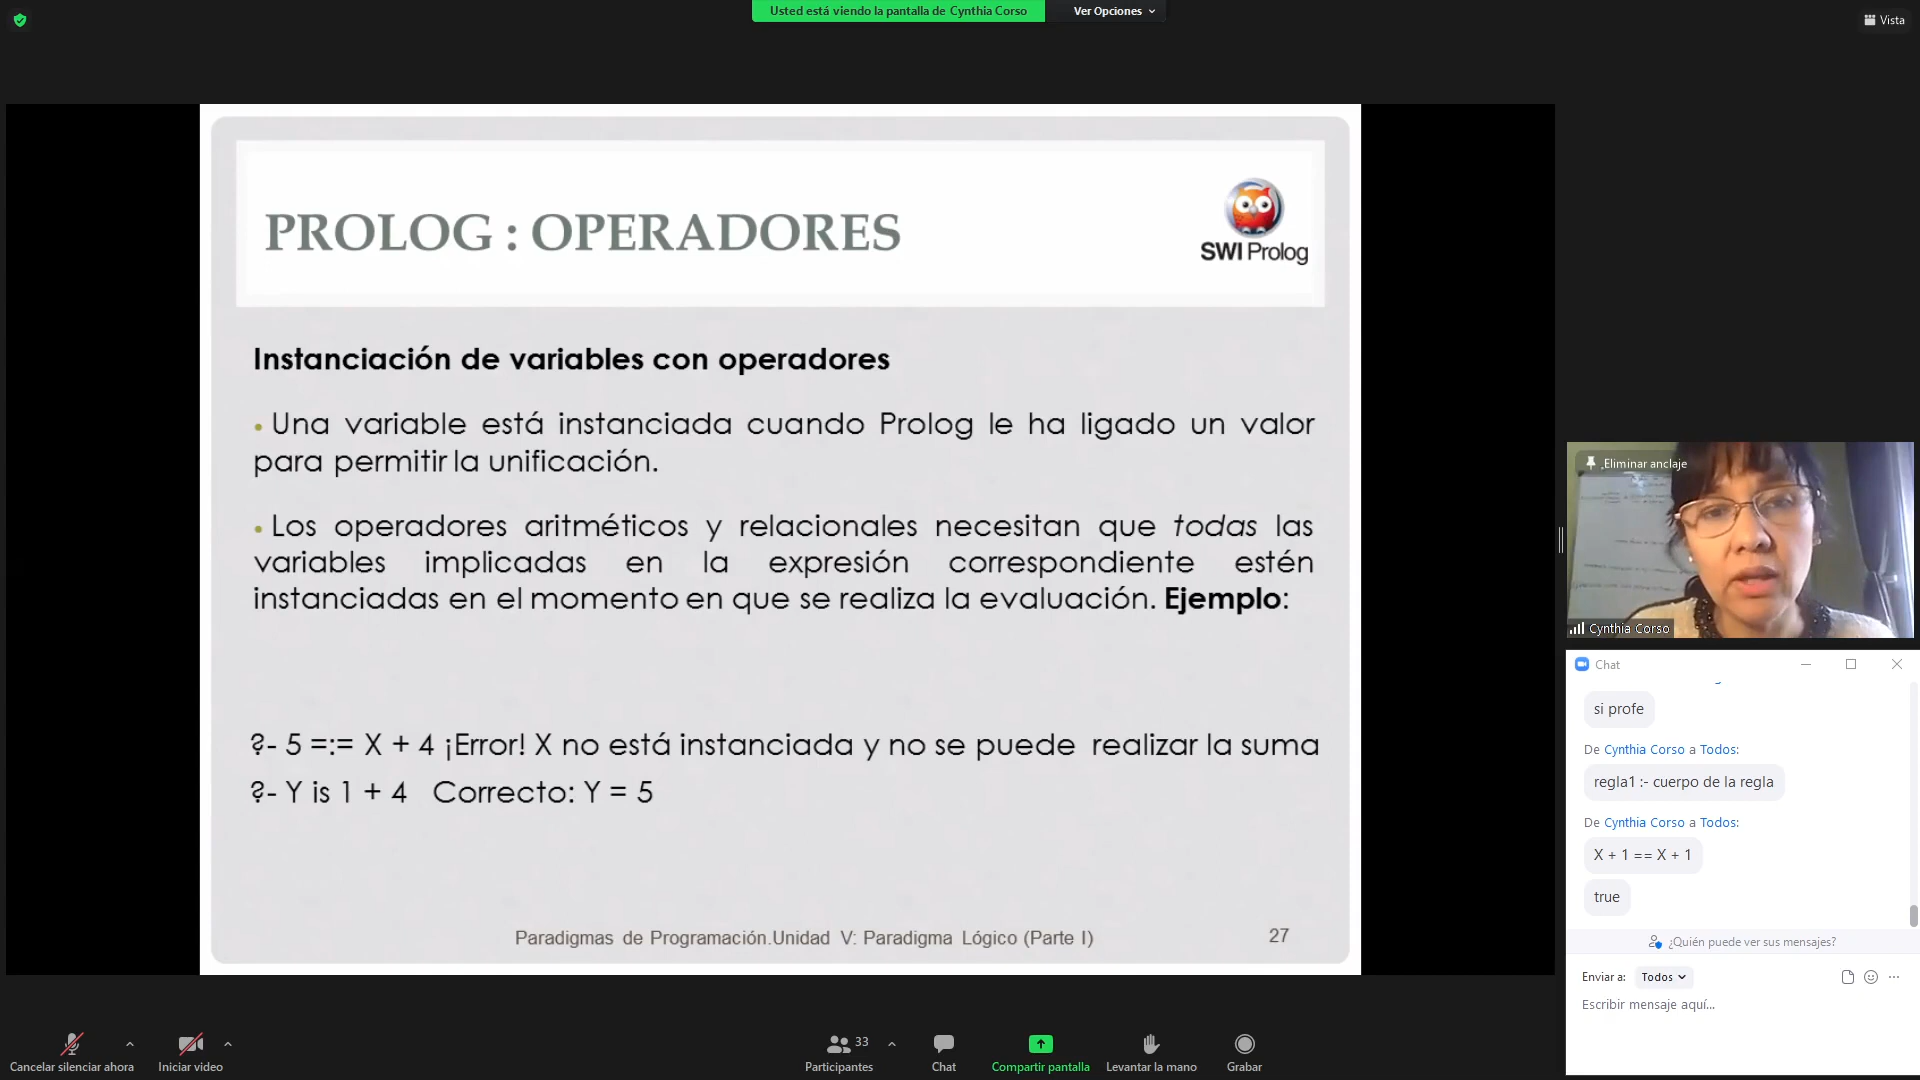 Usted está viendo la pantalla de Cynthia Corso
Ver Opciones
Vista
PROLOG : OPERADORES
SWI Prolog
Instanciación de variables con operadores
• Una variable está instanciada cuando Prolog le ha ligado un valor
para permitir la unificación.
• Los operadores aritméticos y relacionales necesitan que todas las
variables implicadas en la expresión correspondiente estén
instanciadas en el momento en que se realiza la evaluación. Ejemplo:
?- 5 =:= X + 4 ¡Error! X no está instanciada y no se puede realizar la suma
?- Y is 1 + 4 Correcto: Y = 5
Paradigmas de Programación.Unidad V: Paradigma Lógico (Parte I)
27
Eliminar anclaje
Cynthia Corso
Chat
si profe
De Cynthia Corso a Todos:
regla1 :- cuerpo de la regla
De Cynthia Corso a Todos:
X + 1 == X + 1
true
¿Quién puede ver sus mensajes?
Enviar a: Todos
Escribir mensaje aquí...
Cancelar silenciar ahora
Iniciar video
Participantes
33
Chat
Compartir pantalla
Levantar la mano
Grabar